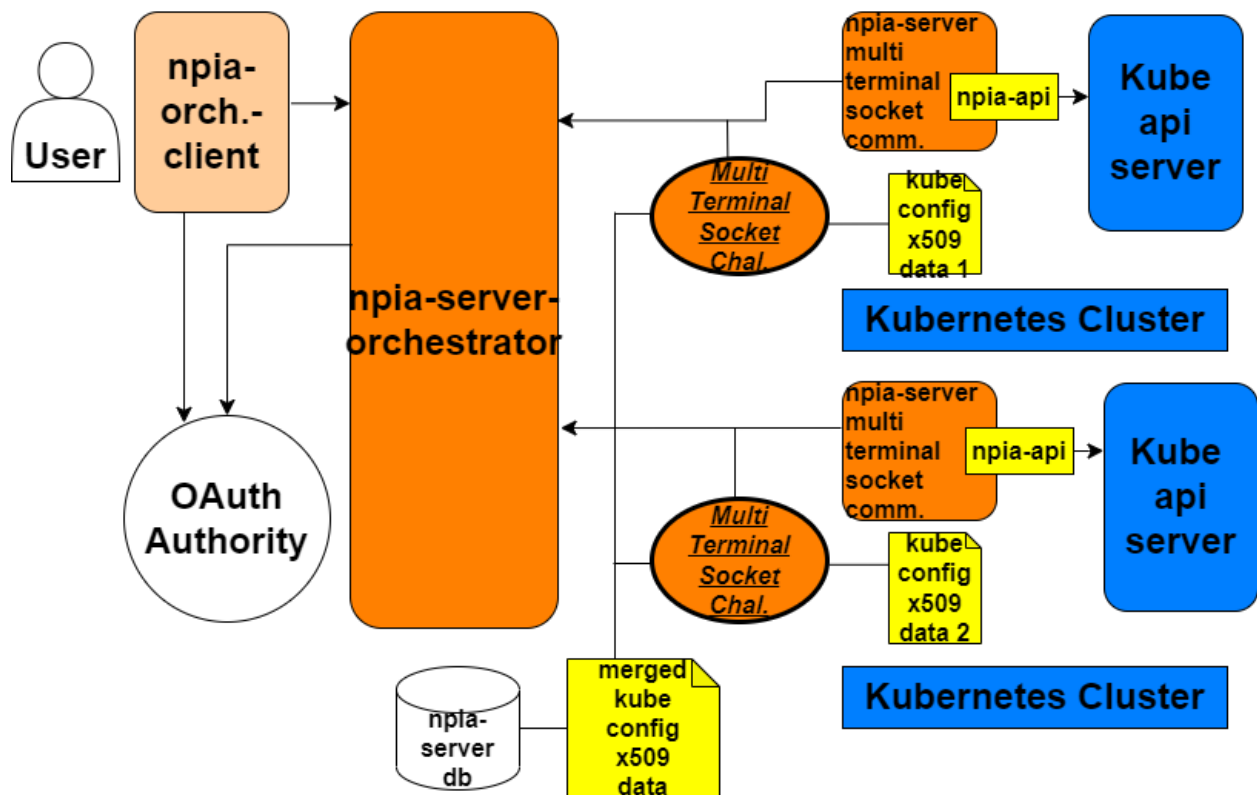 User
npia-
orch.-
client
npia-server-
orchestrator
OAuth
Authority
npia-server
multi
terminal
socket
comm.
npia-api
Kube
api
server
Multi
Terminal
Socket
Chal.
kube
config
x509
data 1
Kubernetes Cluster
npia-server
multi
terminal
socket
comm.
npia-api
Kube
api
server
Multi
Terminal
Socket
Chal.
kube
config
x509
data 2
Kubernetes Cluster
npia-
server
db
merged
kube
config
x509
data